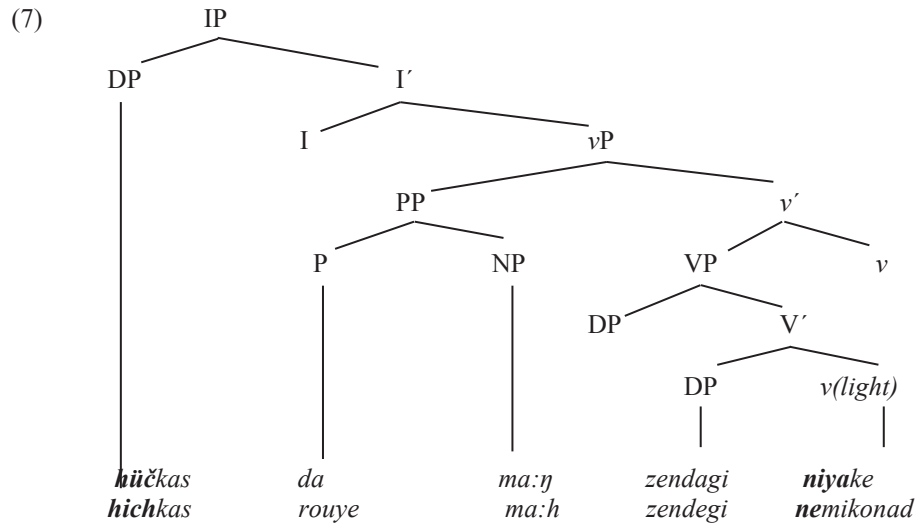 (7) IP
DP I´
I vP
PP v´
P NP VP v
DP V´
DP v(light)
hüčkas da ma:ŋ zendagi niyake
hichkas rouye ma:h zendegi nemikonad